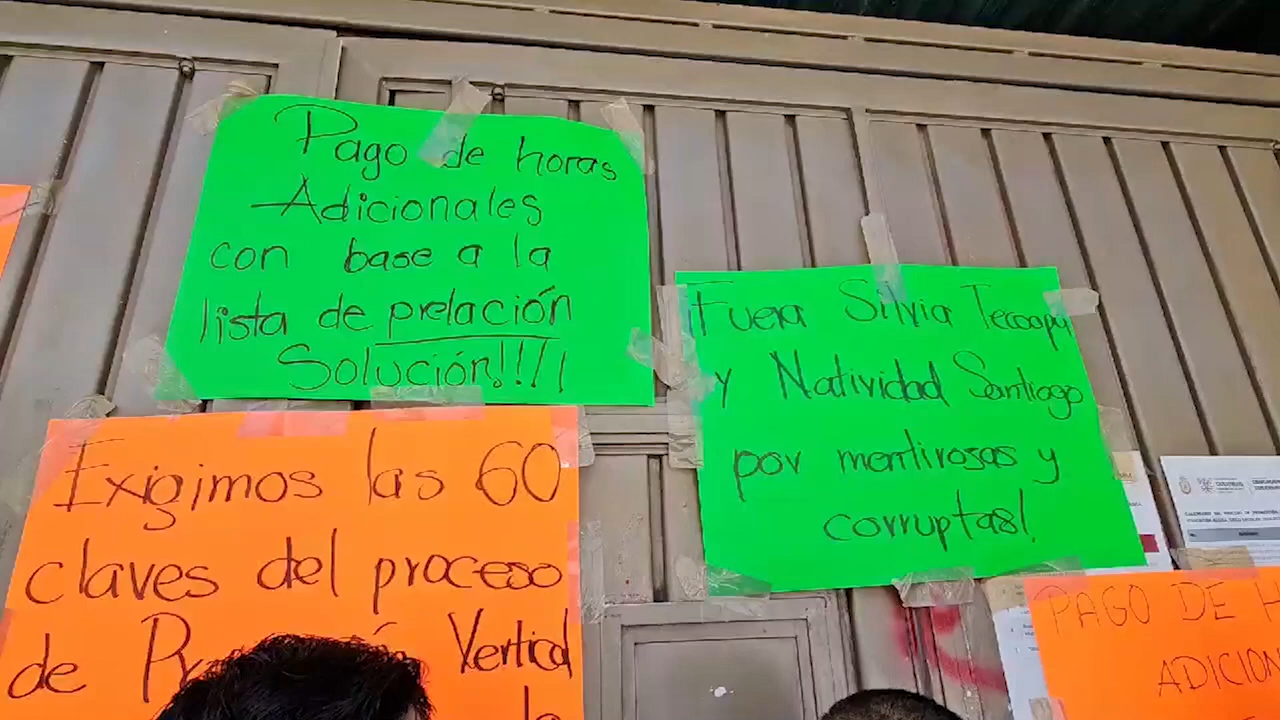 Pago de horas
Adicionales
con base a la
lista de prelación
Solución!!!!
Fuera Silvia Tecoapa
y Natividad Santiago
por mentirosas y
corruptas!
Exigimos las 60
claves del proceso
de Vertical
la
PAGO DE H
ADICION